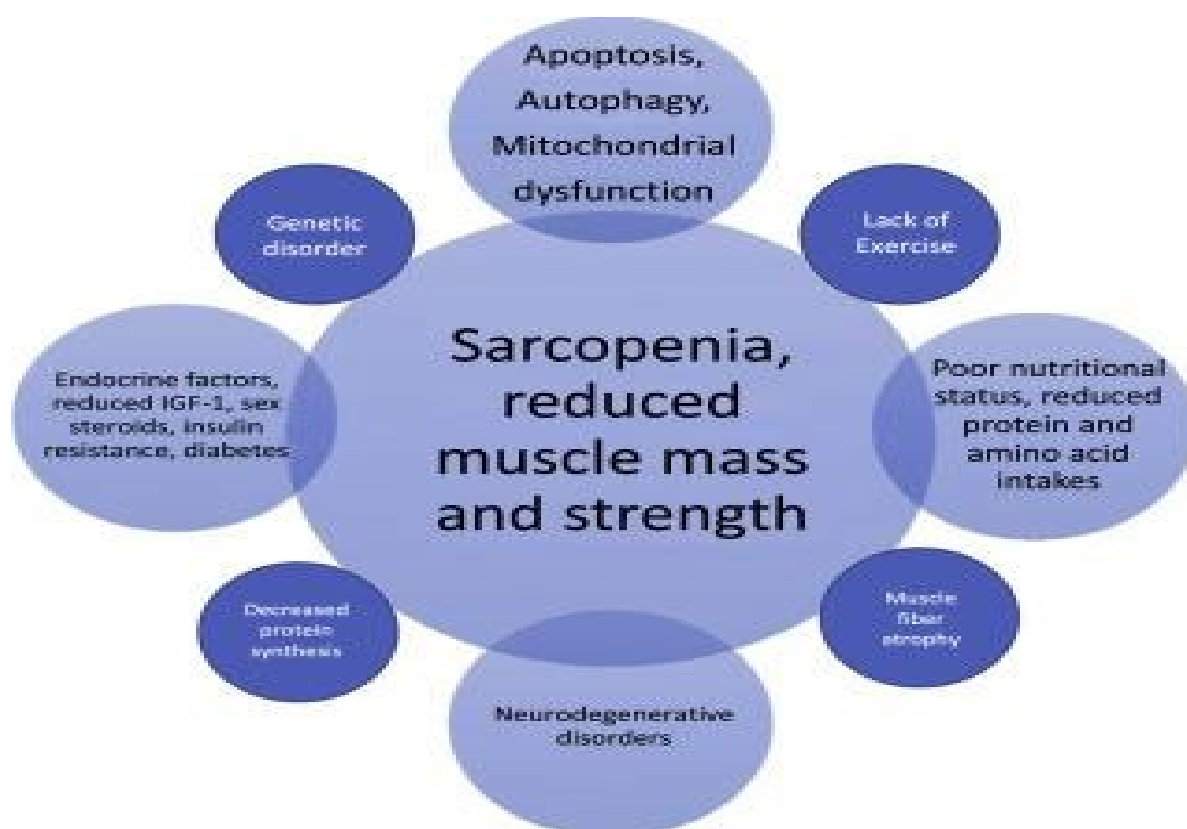 Apoptosis,
Autophagy,
Mitochondrial
dysfunction
Genetic
disorder
Lack of
Exercise
Sarcopenia,
reduced
muscle mass
and strength
Endocrine factors,
reduced IGF-1, sex
steroids, insulin
resistance, diabetes
Poor nutritional
status, reduced
protein and
amino acid
intakes
Decreased
protein
synthesis
Muscle
fiber
atrophy
Neurodegenerative
disorders